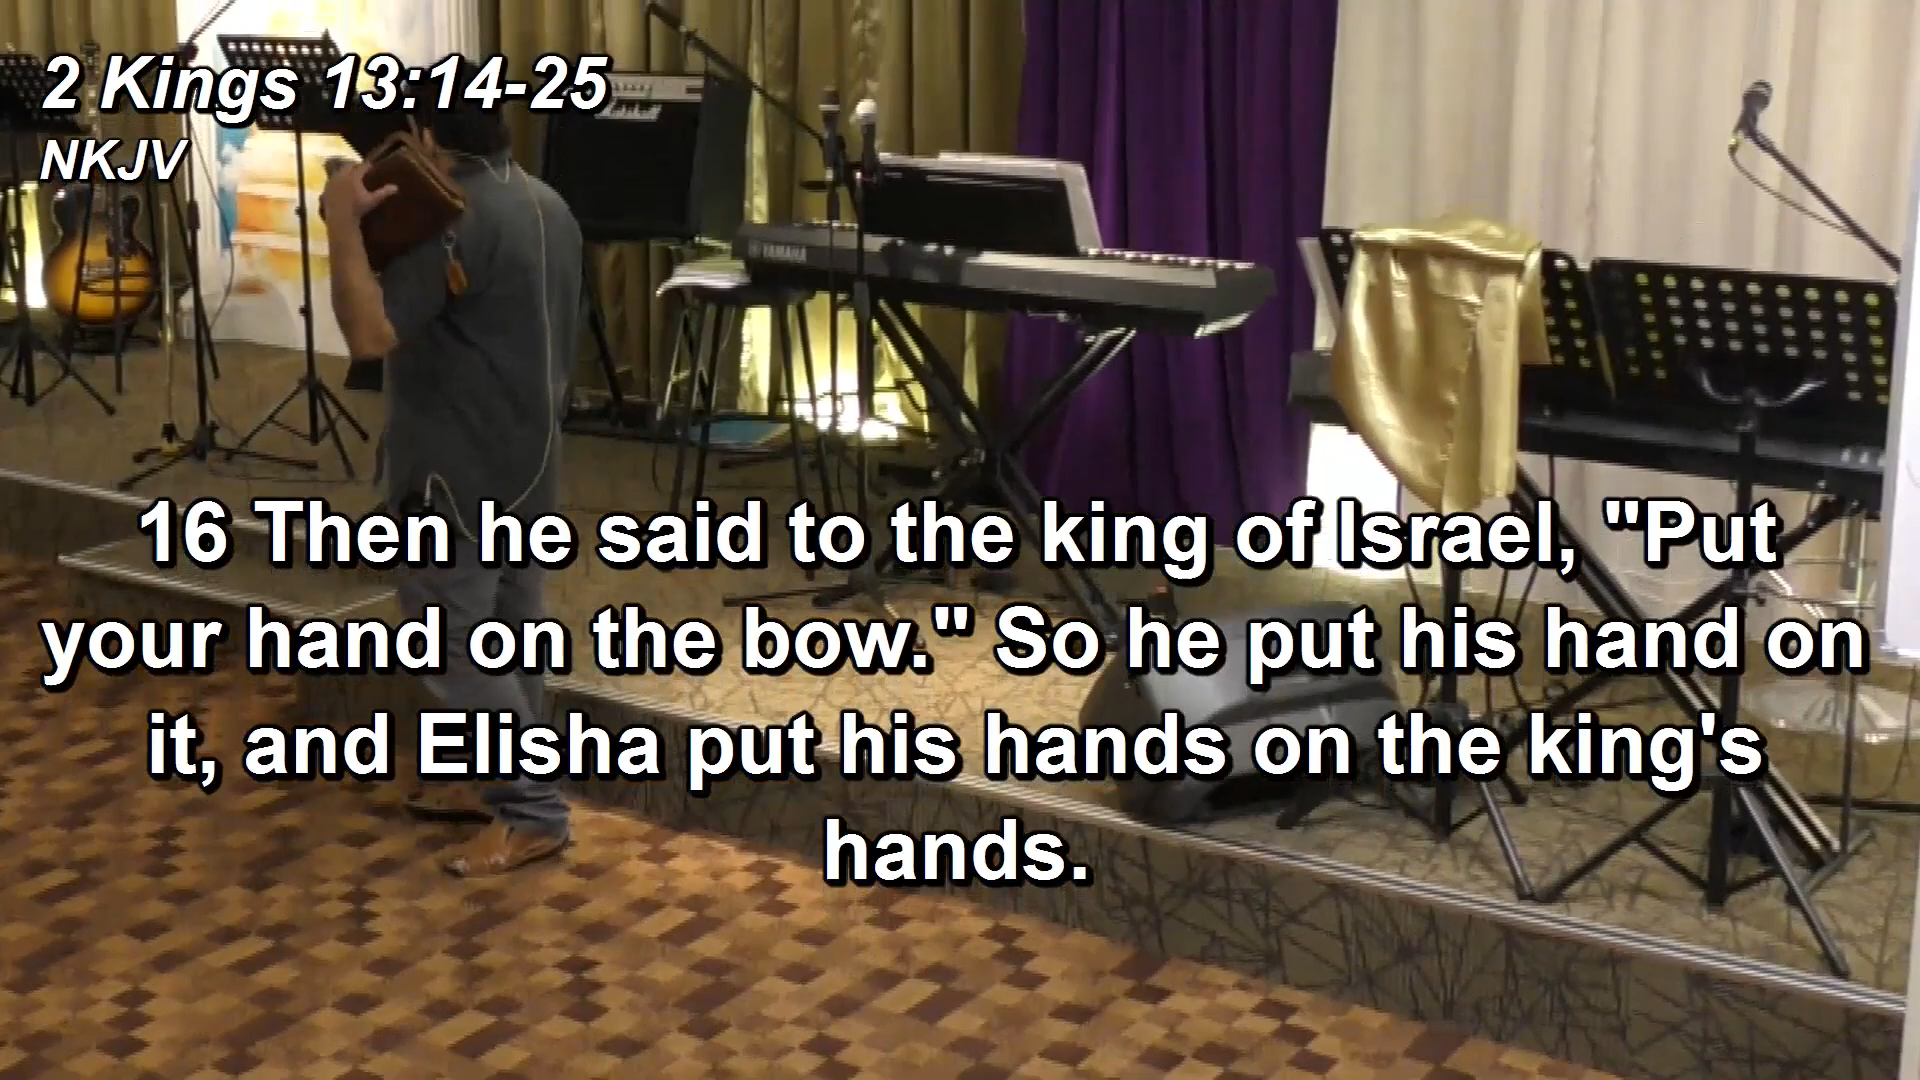 2 Kings 13:14-25
NKJV
YAMAHA
16 Then he said to the king of Israel, "Put
your hand on the bow." So he put his hand on
it, and Elisha put his hands on the king's
hands.